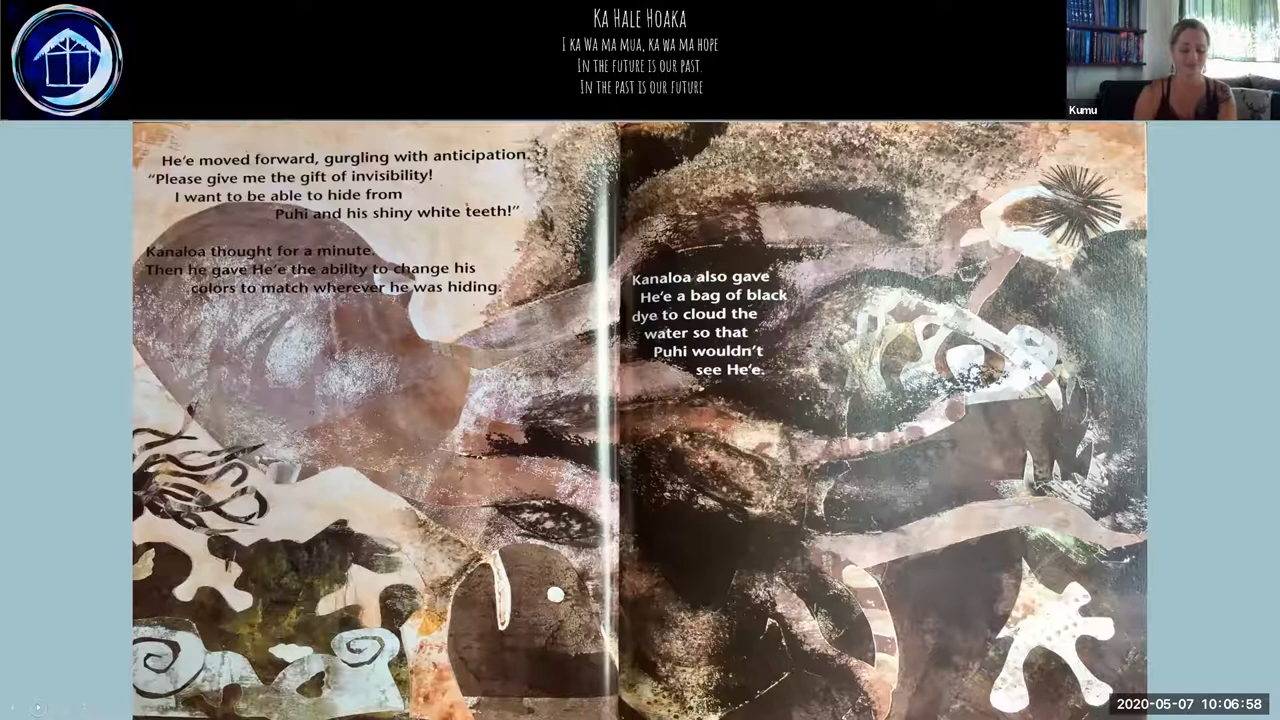 Ka Hale Hoaka
I ka Wa ma mua, ka wa ma hope
In the future is our past.
In the past is our future
Kumu
He'e moved forward, gurgling with anticipation.
"Please give me the gift of invisibility!
I want to be able to hide from
Puhi and his shiny white teeth!"
Kanaloa thought for a minute.
Then he gave He'e the ability to change his
colors to match wherever he was hiding.
Kanaloa also gave
He'e a bag of black
dye to cloud the
water so that
Puhi wouldn't
see He'e.
2020-05-07 10:06:58